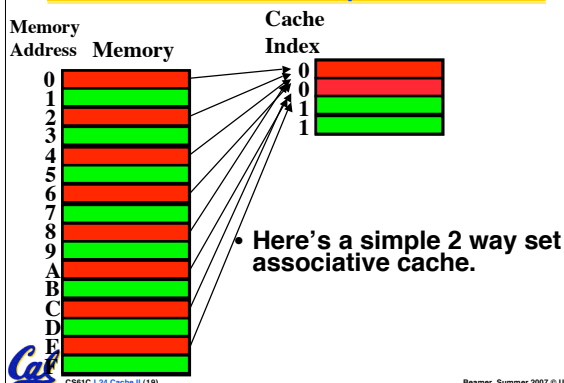 Memory
Address
Memory
Cache
Index
0
1
2
3
4
5
6
7
8
9
A
B
C
D
E
F
0
0
1
1
• Here's a simple 2 way set
associative cache.
Cal
CS61C L24 Cache II (19)
Beamer, Summer 2007 © U